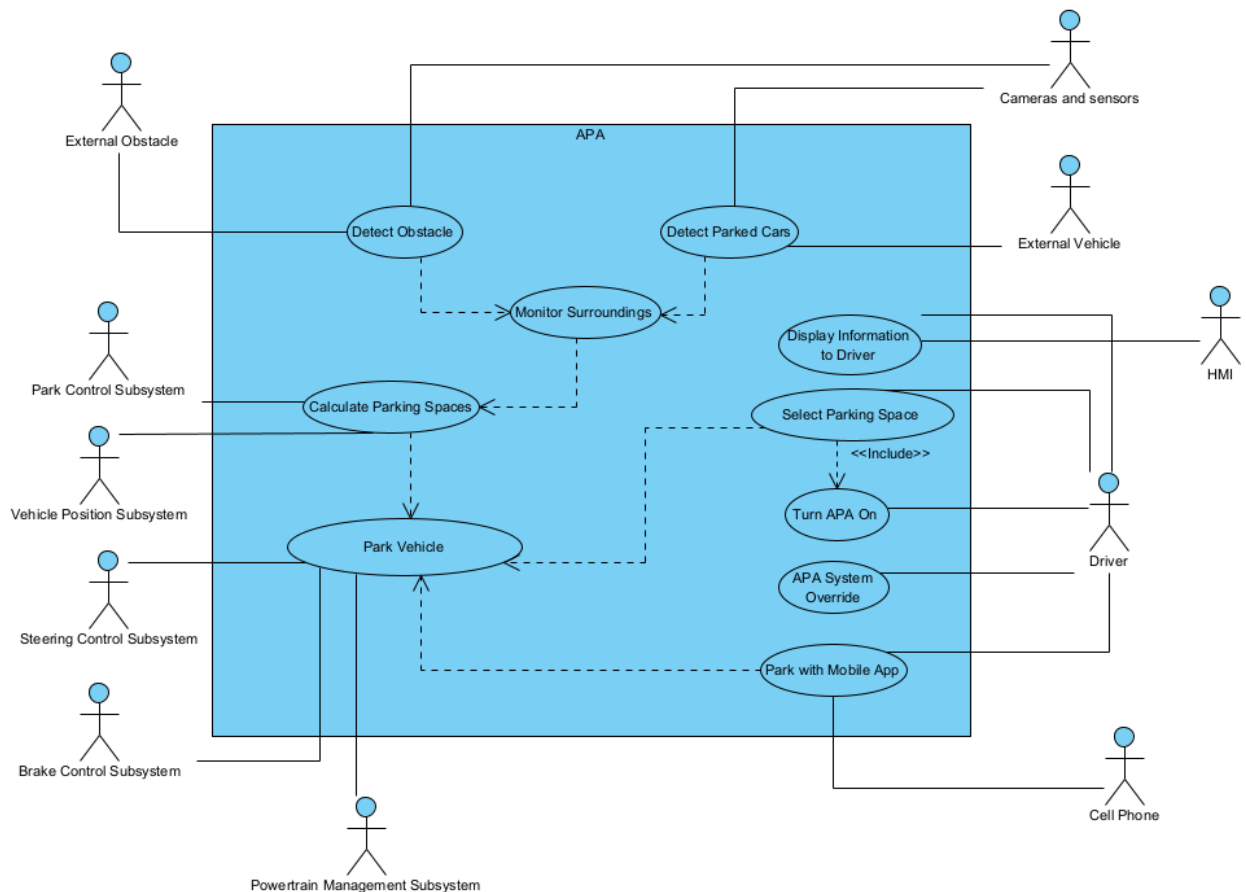 Cameras and sensors
External Obstacle
APA
Detect Obstacle
Detect Parked Cars
External Vehicle
Monitor Surroundings
Display Information
to Driver
HMI
Park Control Subsystem
Calculate Parking Spaces
Select Parking Space
<<Include>>
Vehicle Position Subsystem
Turn APA On
Park Vehicle
Driver
APA System
Override
Steering Control Subsystem
Park with Mobile App
Brake Control Subsystem
Cell Phone
Powertrain Management Subsystem